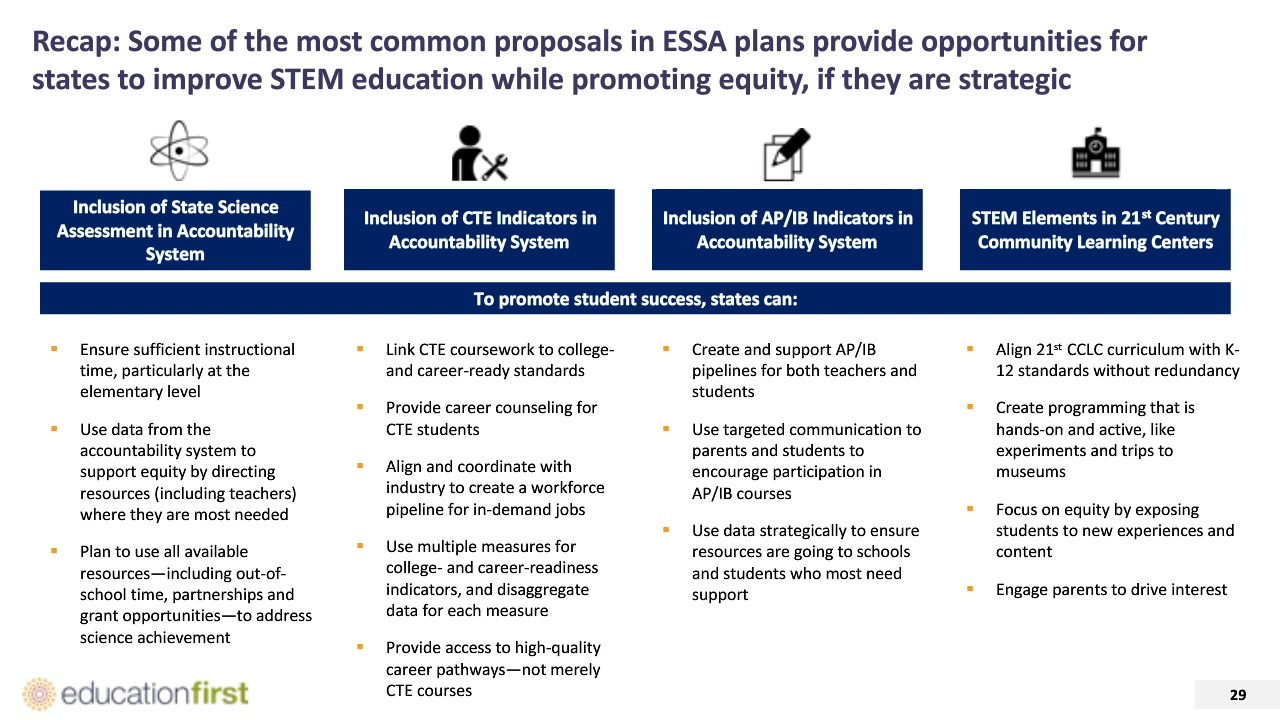 Recap: Some of the most common proposals in ESSA plans provide opportunities for
states to improve STEM education while promoting equity, if they are strategic
Inclusion of State Science
Assessment in Accountability
System
Inclusion of CTE Indicators in
Accountability System
Inclusion of AP/IB Indicators in
Accountability System
STEM Elements in 21st Century
Community Learning Centers
To promote student success, states can:
▪ Ensure sufficient instructional
time, particularly at the
elementary level
▪ Use data from the
accountability system to
support equity by directing
resources (including teachers)
where they are most needed
▪ Plan to use all available
resources—including out-of-
school time, partnerships and
grant opportunities—to address
science achievement
▪ Link CTE coursework to college-
and career-ready standards
▪ Provide career counseling for
CTE students
▪ Align and coordinate with
industry to create a workforce
pipeline for in-demand jobs
▪ Use multiple measures for
college- and career-readiness
indicators, and disaggregate
data for each measure
▪ Provide access to high-quality
career pathways—not merely
CTE courses
▪ Create and support AP/IB
pipelines for both teachers and
students
▪ Use targeted communication to
parents and students to
encourage participation in
AP/IB courses
▪ Use data strategically to ensure
resources are going to schools
and students who most need
support
▪ Align 21st CCLC curriculum with K-
12 standards without redundancy
▪ Create programming that is
hands-on and active, like
experiments and trips to
museums
▪ Focus on equity by exposing
students to new experiences and
content
▪ Engage parents to drive interest
educationfirst
29